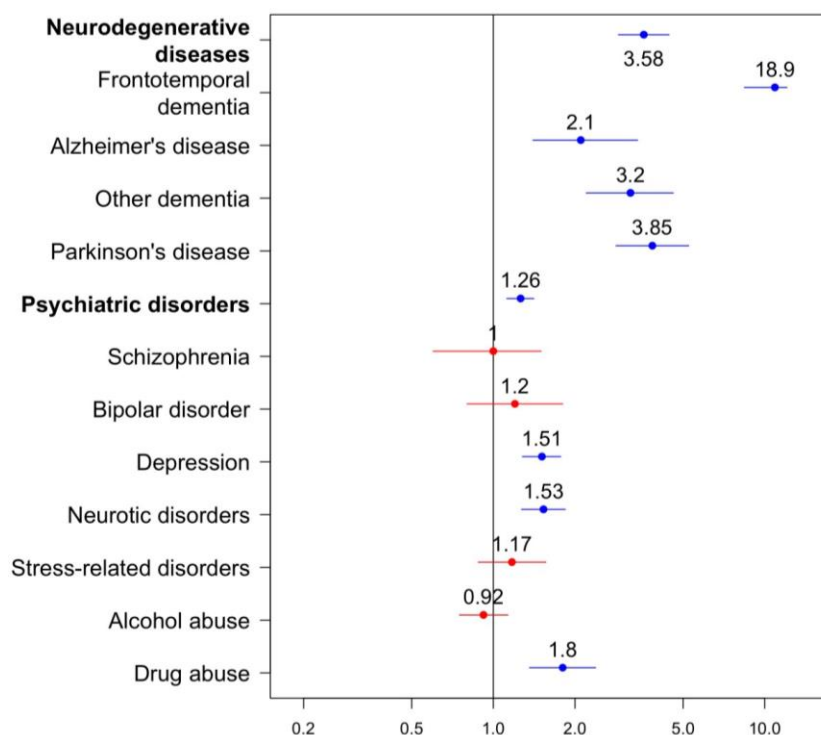 Neurodegenerative
diseases
3.58
Frontotemporal
dementia
18.9
Alzheimer's disease
2.1
Other dementia
3.2
Parkinson's disease
3.85
Psychiatric disorders
1.26
Schizophrenia
1
Bipolar disorder
1.2
Depression
1.51
Neurotic disorders
1.53
Stress-related disorders
1.17
Alcohol abuse
0.92
Drug abuse
1.8
0.2 0.5 1.0 2.0 5.0 10.0